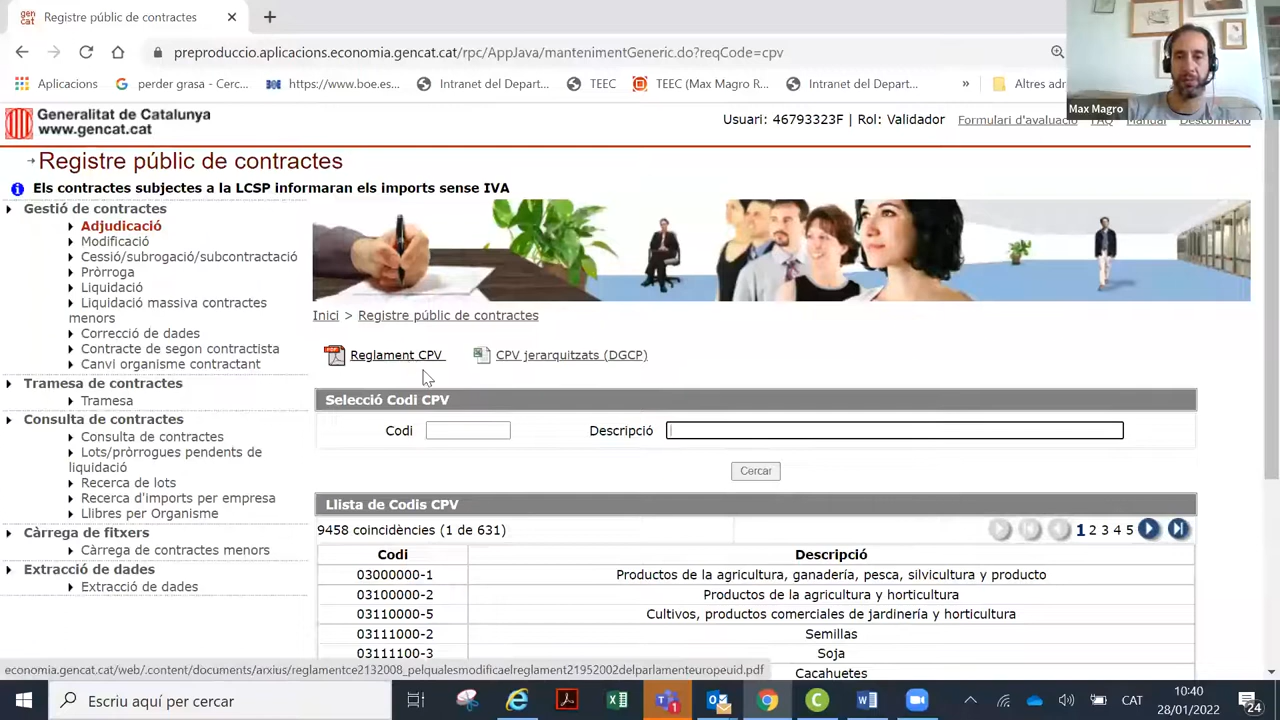 gen
cat
Registre públic de contractes
preproduccio.aplicacions.economia.gencat.cat/rpc/AppJava/mantenimentGeneric.do?reqCode=cpv
Aplicacions
perder grasa - Cerc...
https://www.boe.es...
Intranet del Depart...
TEEC
TEEC (Max Magro R...
Intranet del Depart...
»
Altres adr
Max Magro
Generalitat de Catalunya
www.gencat.cat
Usuari: 46793323F | Rol: Validador
Formulari d'avaluació
FAQ
Manual
Desconnexió
Registre públic de contractes
Els contractes subjectes a la LCSP informaran els imports sense IVA
Gestió de contractes
Adjudicació
Modificació
Cessió/subrogació/subcontractació
Pròrroga
Liquidació
Liquidació massiva contractes
menors
Correcció de dades
Contracte de segon contractista
Canvi organisme contractant
Tramesa de contractes
Tramesa
Consulta de contractes
Consulta de contractes
Lots/pròrrogues pendents de
liquidació
Recerca de lots
Recerca d'imports per empresa
Llibres per Organisme
Càrrega de fitxers
Càrrega de contractes menors
Extracció de dades
Extracció de dades
Inici > Registre públic de contractes
Reglament CPV
CPV jerarquitzats (DGCP)
Selecció Codi CPV
Codi
Descripció
Cercar
Llista de Codis CPV
9458 coincidències (1 de 631)
1 2 3 4 5
Codi Descripció
03000000-1 Productos de la agricultura, ganadería, pesca, silvicultura y producto
03100000-2 Productos de la agricultura y horticultura
03110000-5 Cultivos, productos comerciales de jardinería y horticultura
03111000-2 Semillas
03111100-3 Soja
Cacahuetes
economia.gencat.cat/web/.content/documents/arxius/reglamentce2132008_pelqualesmodificaelreglament21952002delparlamenteuropeuid.pdf
Escriu aquí per cercar
CAT
10:40
28/01/2022
24